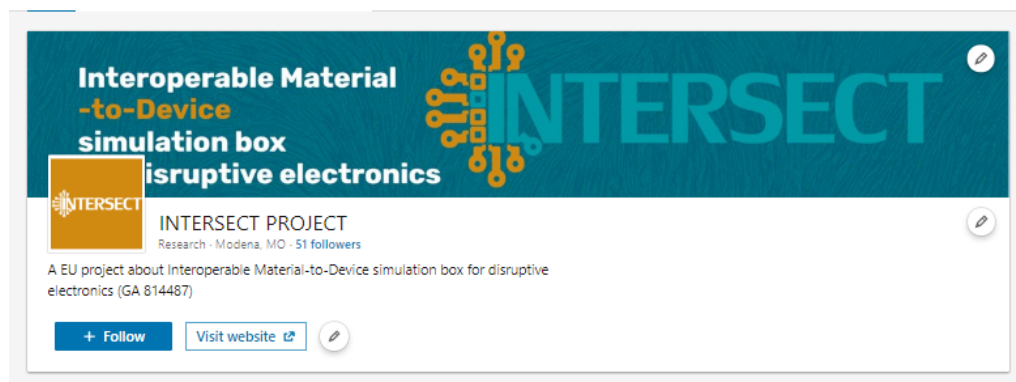 Interoperable Material
-to-Device
simulation box
isruptive electronics
INTERSECT
INTERSECT
INTERSECT PROJECT
Research · Modena, MO · 51 followers
A EU project about Interoperable Material-to-Device simulation box for disruptive
electronics (GA 814487)
+ Follow
Visit website